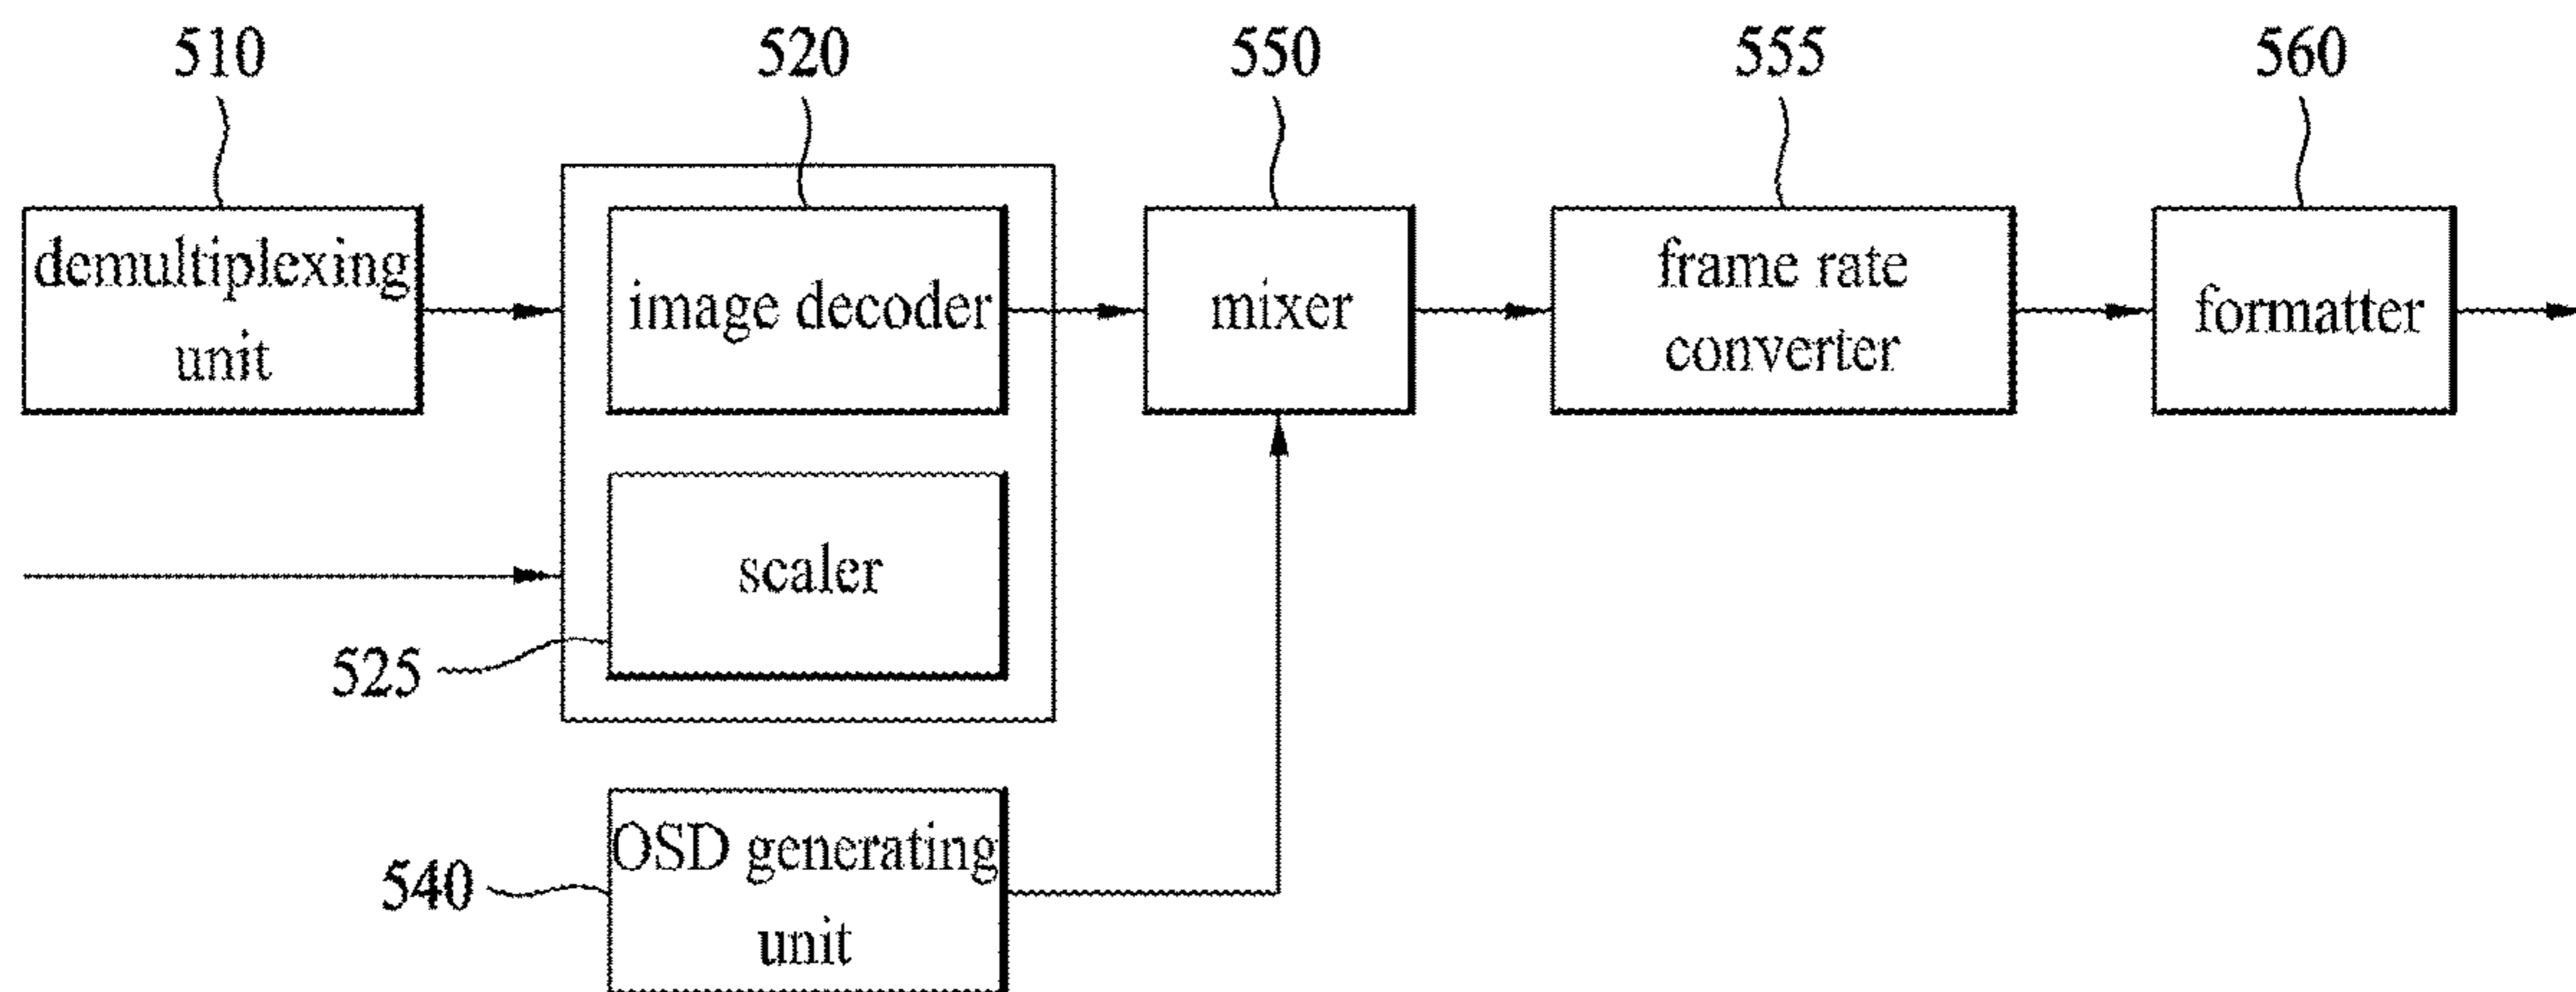 510
520
550
555
560
demultiplexing
unit
image decoder
mixer
frame rate
converter
formatter
scaler
525
OSD generating
unit
540